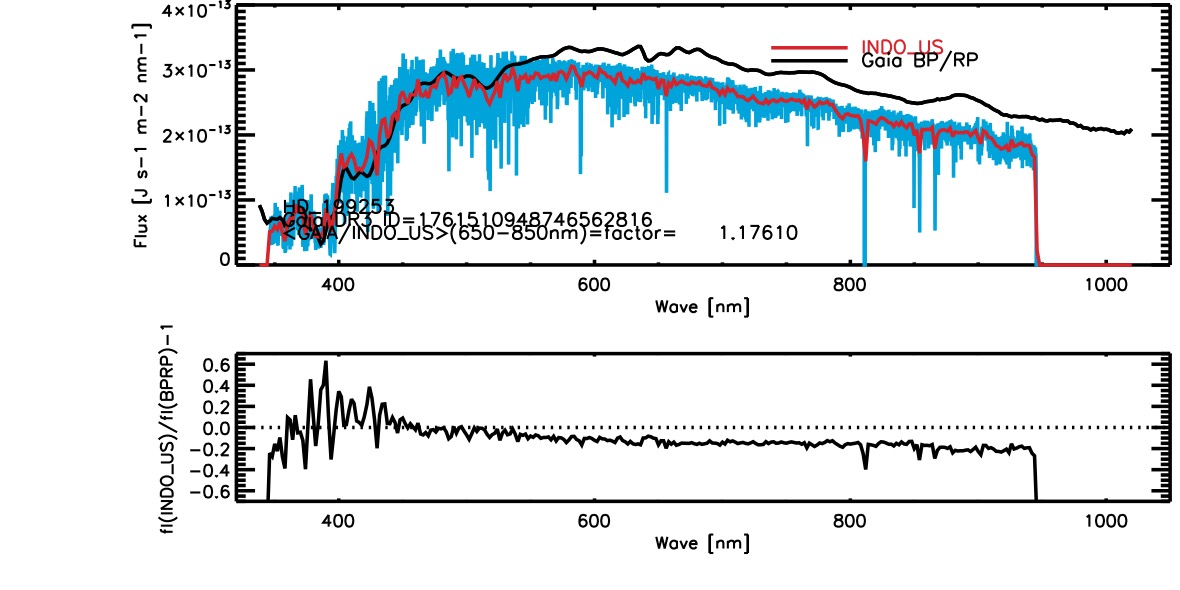 4×10⁻¹³
3×10⁻¹³
2×10⁻¹³
1×10⁻¹³
0
Flux [J s-1 m-2 nm-1]
INDO_US
Gaia BP/RP
HD_199253
Gaia DR3 ID=1761510948746562816
<GAIA/INDO_US>(650-850nm)=factor= 1.17610
400 600 800 1000
Wave [nm]
fl(INDO_US)/fl(BPRP)-1
0.6
0.4
0.2
0.0
-0.2
-0.4
-0.6
400 600 800 1000
Wave [nm]